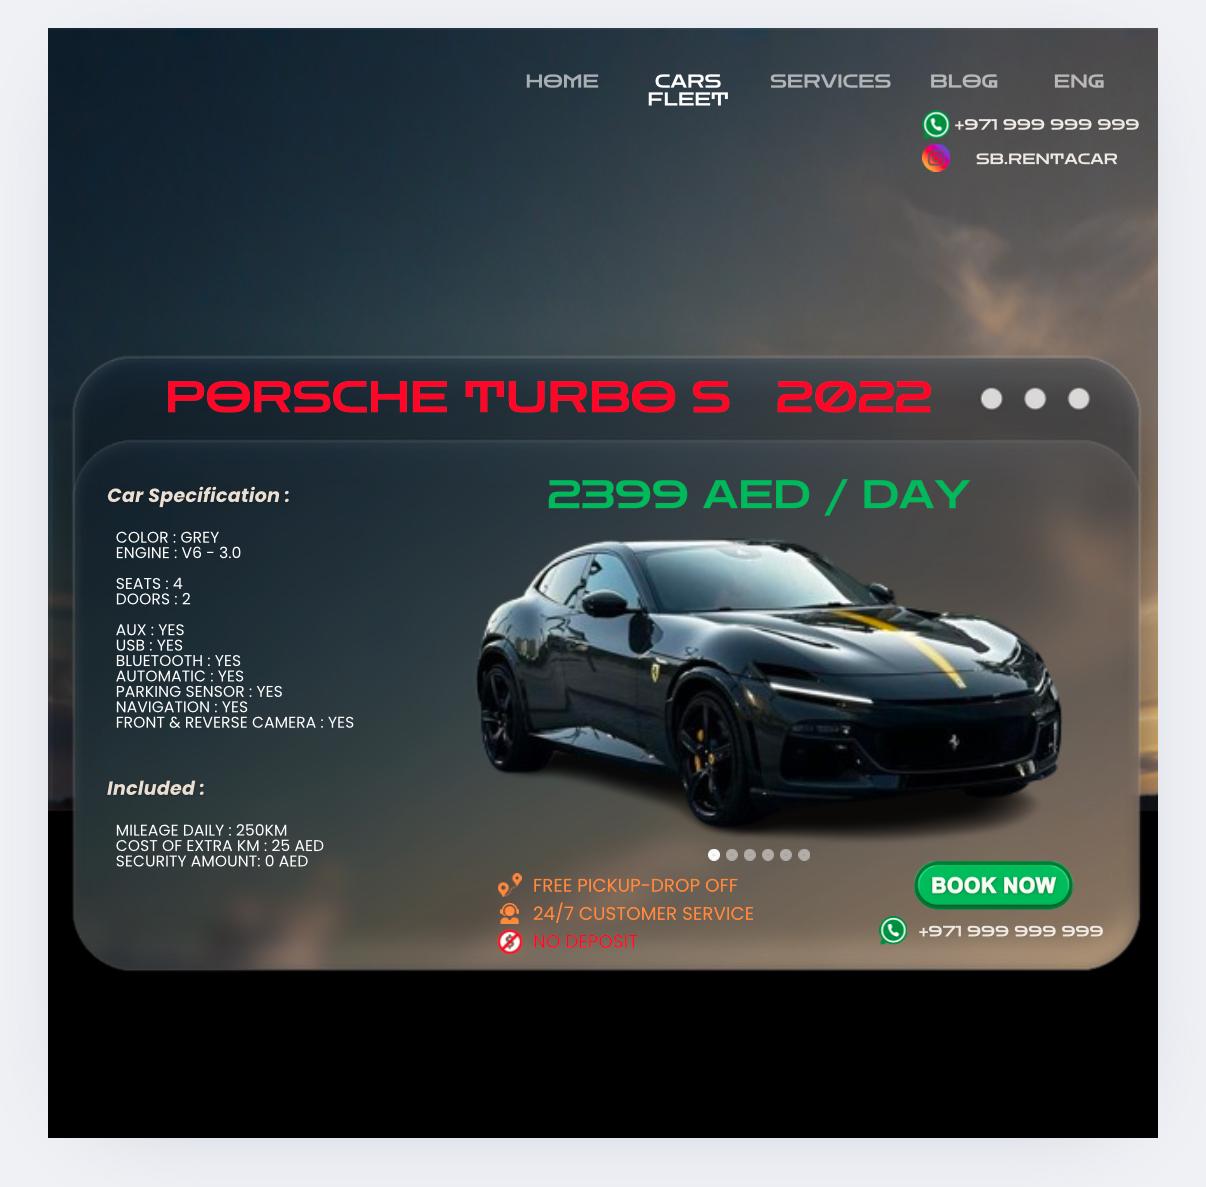 HOME
CARS
FLEET
SERVICES
BLOG
ENG
+971 999 999 999
SB.RENTACAR
PORSCHE TURBO S 2022
Car Specification :
COLOR : GREY
ENGINE : V6 - 3.0
SEATS : 4
DOORS : 2
AUX : YES
USB : YES
BLUETOOTH : YES
AUTOMATIC : YES
PARKING SENSOR : YES
NAVIGATION : YES
FRONT & REVERSE CAMERA : YES
Included :
MILEAGE DAILY : 250KM
COST OF EXTRA KM : 25 AED
SECURITY AMOUNT: 0 AED
2399 AED / DAY
FREE PICKUP-DROP OFF
24/7 CUSTOMER SERVICE
NO DEPOSIT
BOOK NOW
+971 999 999 999